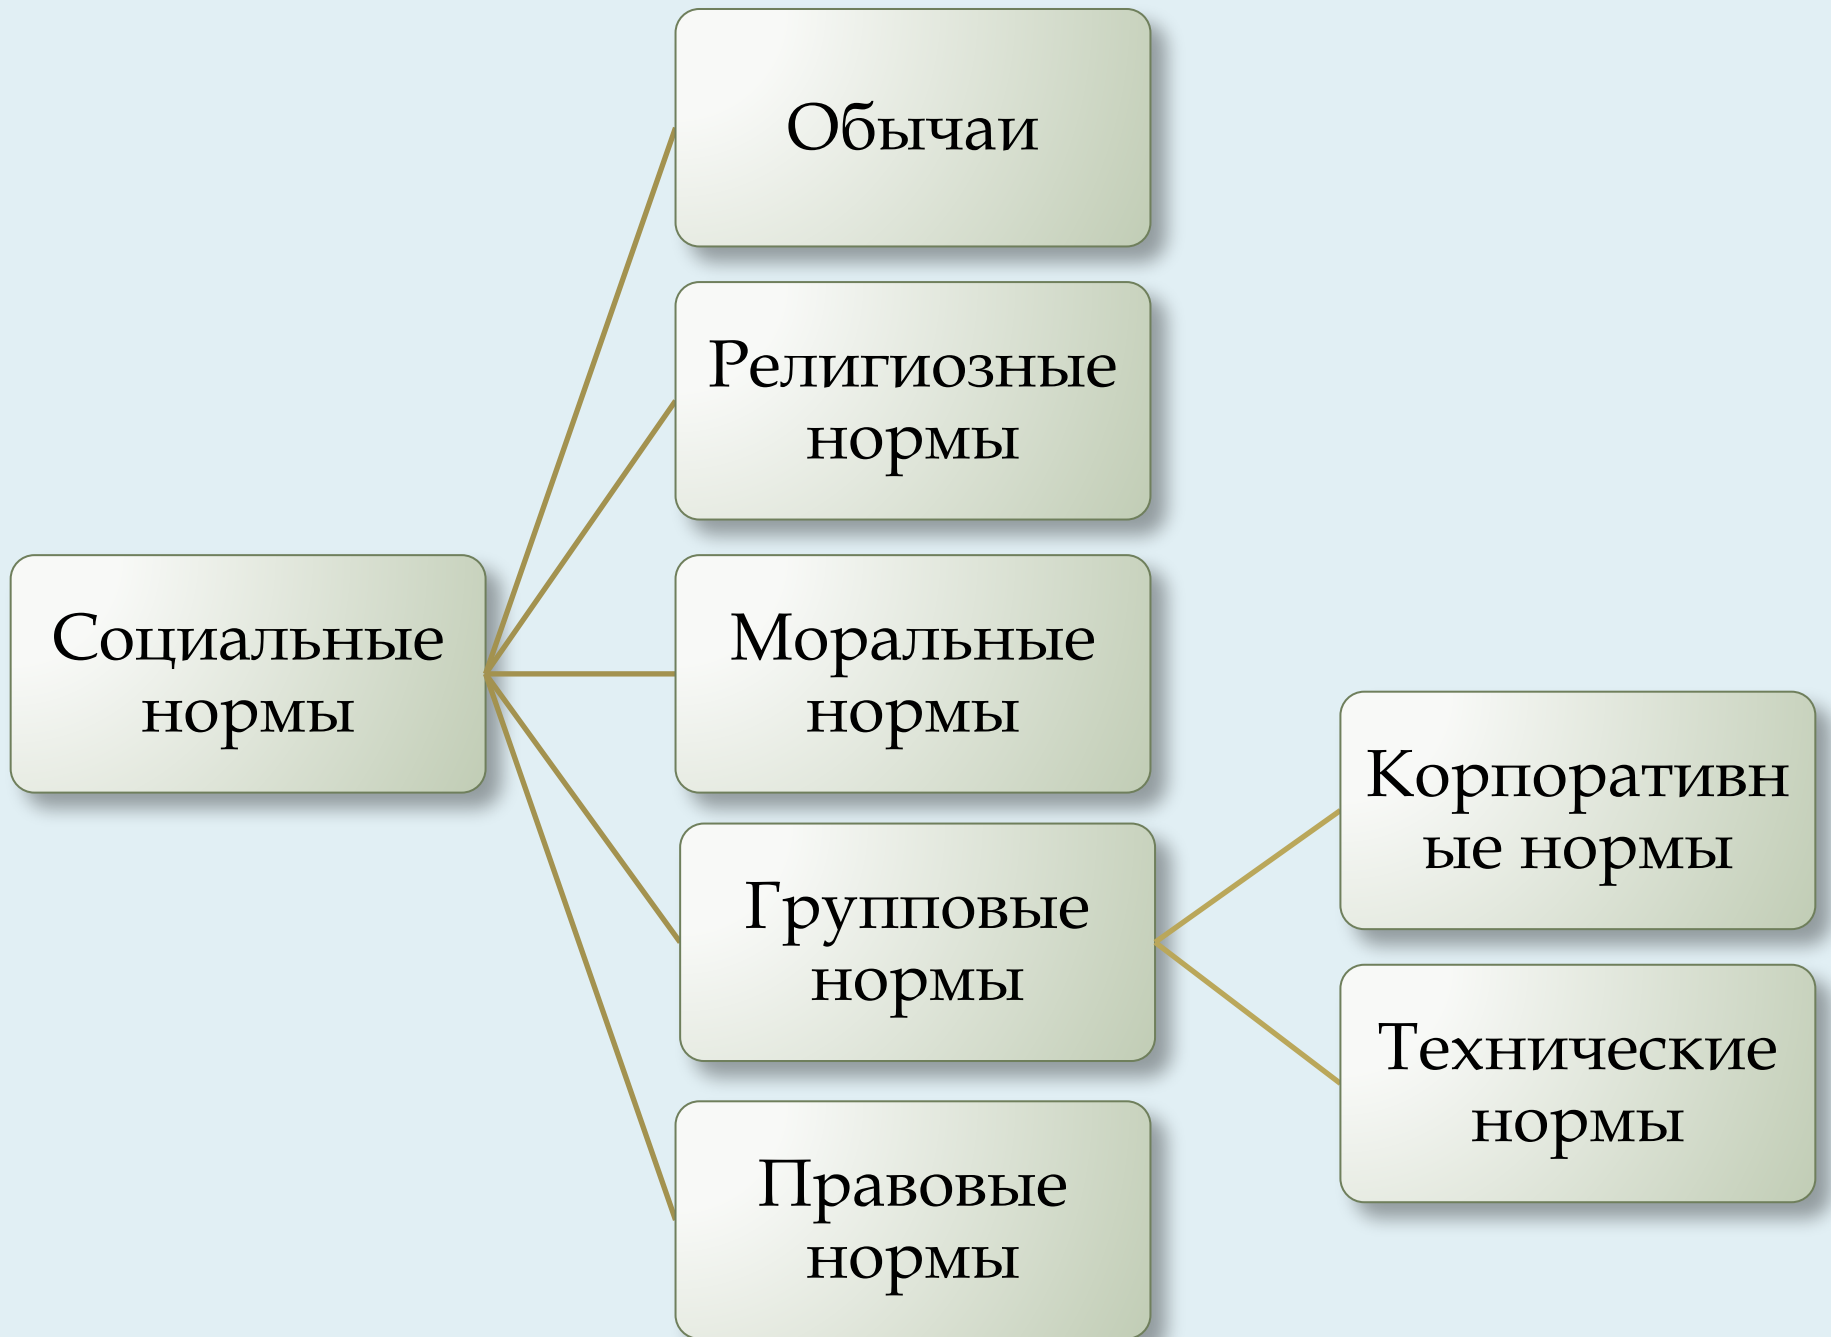 Обычаи
Религиозные
нормы
Социальные
нормы
Моральные
нормы
Групповые
нормы
Корпоративн
ые нормы
Технические
нормы
Правовые
нормы